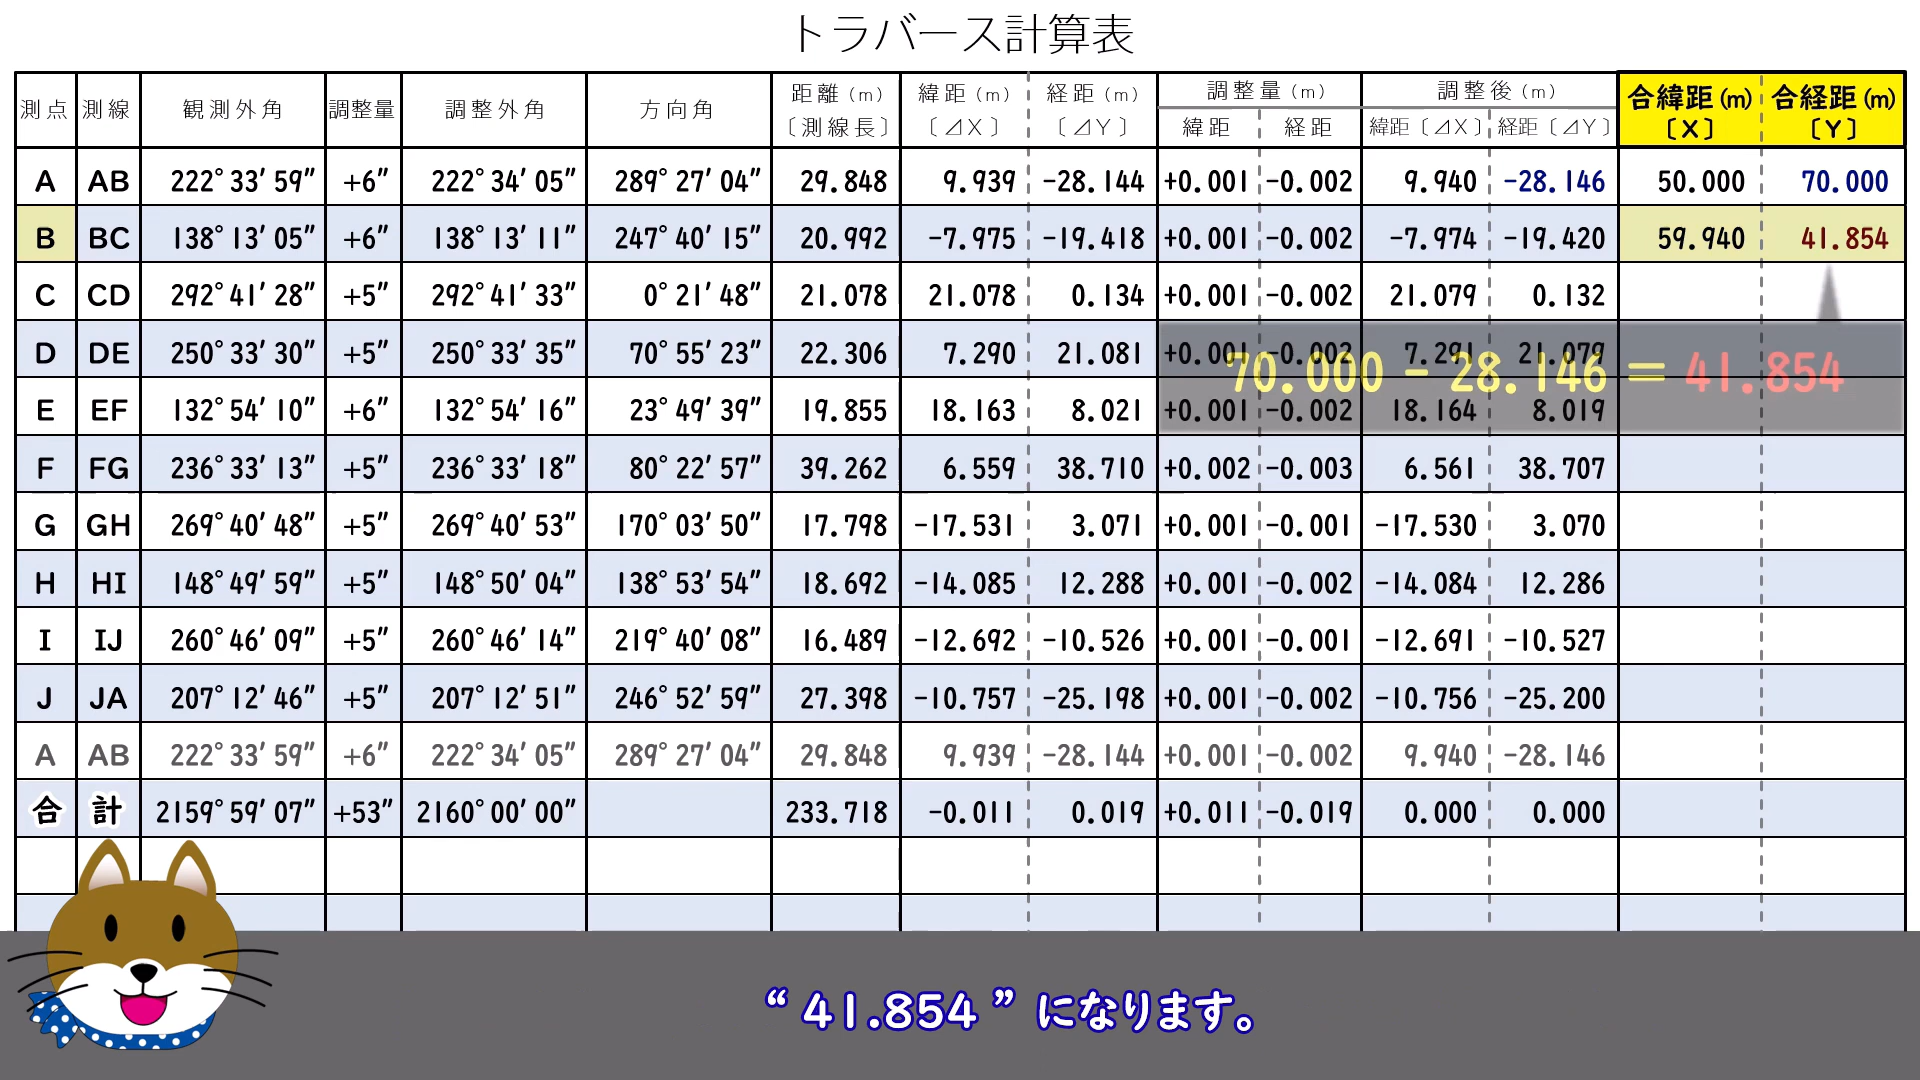 トラバース計算表
測点 測線 観測外角 調整量 調整外角 方向角 距離(m)〔測線長〕 緯距(m)〔⊿X〕 経距(m)〔⊿Y〕 調整量(m) 緯距 経距 調整後(m) 緯距〔⊿X〕 経距〔⊿Y〕 合緯距(m)〔X〕 合経距(m)〔Y〕
A AB 222°33′59″ +6″ 222°34′05″ 289°27′04″ 29.848 9.939 -28.144 +0.001 -0.002 9.940 -28.146 50.000 70.000
B BC 138°13′05″ +6″ 138°13′11″ 247°40′15″ 20.992 -7.975 -19.418 +0.001 -0.002 -7.974 -19.420 59.940 41.854
C CD 292°41′28″ +5″ 292°41′33″ 0°21′48″ 21.078 21.078 0.134 +0.001 -0.002 21.079 0.132
D DE 250°33′30″ +5″ 250°33′35″ 70°55′23″ 22.306 7.290 21.081 +0.001 -0.002 7.291 21.079
70.000 - 28.146 = 41.854
E EF 132°54′10″ +6″ 132°54′16″ 23°49′39″ 19.855 18.163 8.021 +0.001 -0.002 18.164 8.019
F FG 236°33′13″ +5″ 236°33′18″ 80°22′57″ 39.262 6.559 38.710 +0.002 -0.003 6.561 38.707
G GH 269°40′48″ +5″ 269°40′53″ 170°03′50″ 17.798 -17.531 3.071 +0.001 -0.001 -17.530 3.070
H HI 148°49′59″ +5″ 148°50′04″ 138°53′54″ 18.692 -14.085 12.288 +0.001 -0.002 -14.084 12.286
I IJ 260°46′09″ +5″ 260°46′14″ 219°40′08″ 16.489 -12.692 -10.526 +0.001 -0.001 -12.691 -10.527
J JA 207°12′46″ +5″ 207°12′51″ 246°52′59″ 27.398 -10.757 -25.198 +0.001 -0.002 -10.756 -25.200
A AB 222°33′59″ +6″ 222°34′05″ 289°27′04″ 29.848 9.939 -28.144 +0.001 -0.002 9.940 -28.146
合計 2159°59′07″ +53″ 2160°00′00″ 233.718 -0.011 0.019 +0.011 -0.019 0.000 0.000
“ 41.854 ” になります。